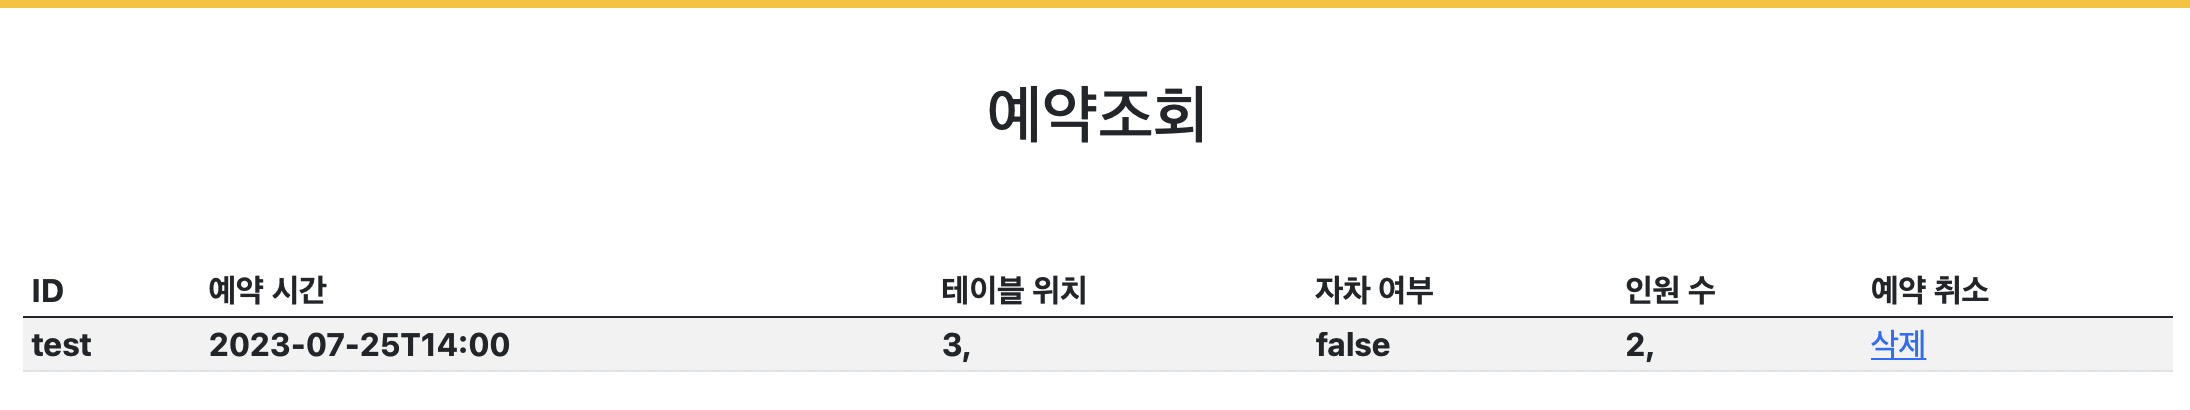 예약조회
ID 예약 시간 테이블 위치 자차 여부 인원 수 예약 취소
test 2023-07-25T14:00 3, false 2, 삭제